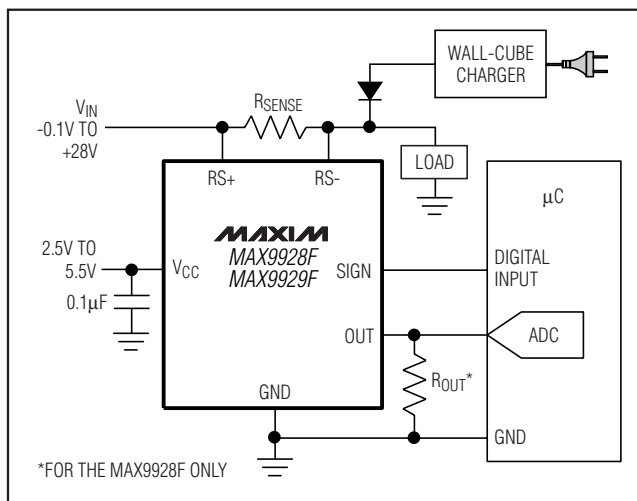 WALL-CUBE
CHARGER
VIN
-0.1V TO
+28V
RSENSE
RS+
RS-
LOAD
µC
MAXIM
MAX9928F
MAX9929F
2.5V TO
5.5V
VCC
0.1µF
SIGN
DIGITAL
INPUT
OUT
ADC
ROUT*
GND
GND
*FOR THE MAX9928F ONLY